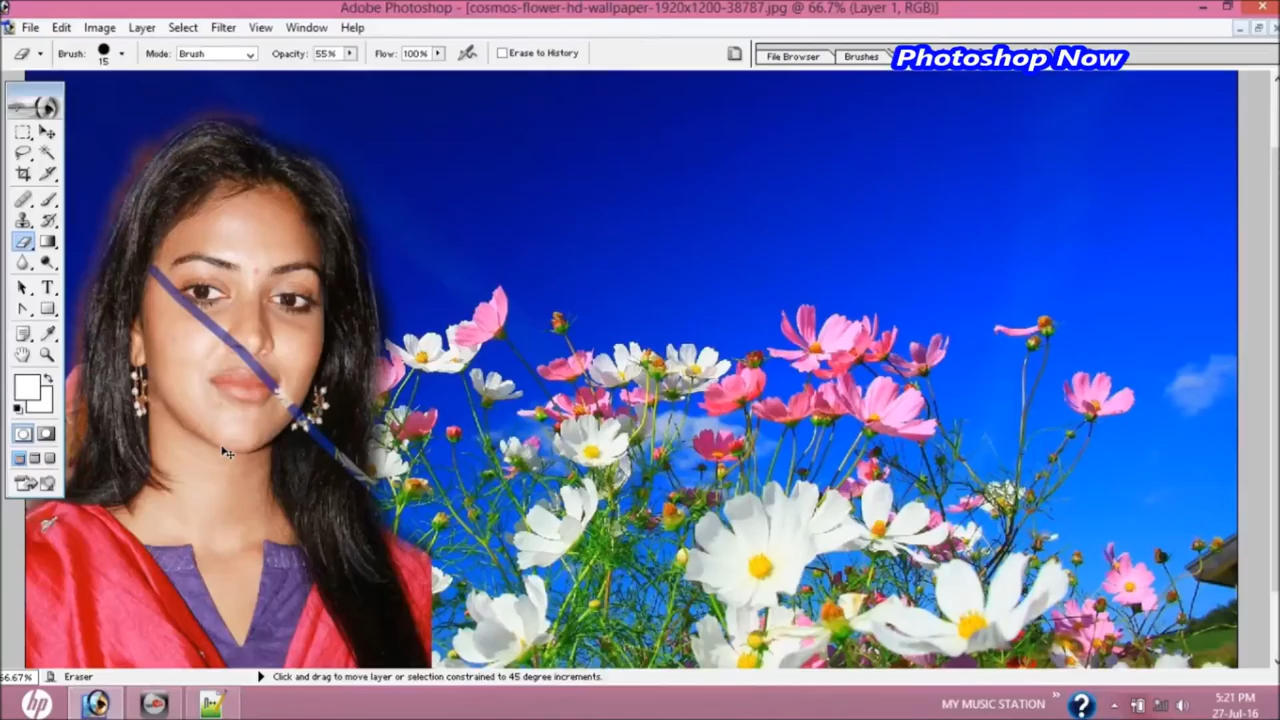 Adobe Photoshop - [cosmos-flower-hd-wallpaper-1920x1200-38787.jpg @ 66.7% (Layer 1, RGB)]
File Edit Image Layer Select Filter View Window Help
Brush: 15 Mode: Brush Opacity: 55% Flow: 100% Erase to History File Browser Brushes
Photoshop Now
66.67% Eraser Click and drag to move layer or selection constrained to 45 degree increments.
hp MY MUSIC STATION 5:21 PM
27-Jul-16